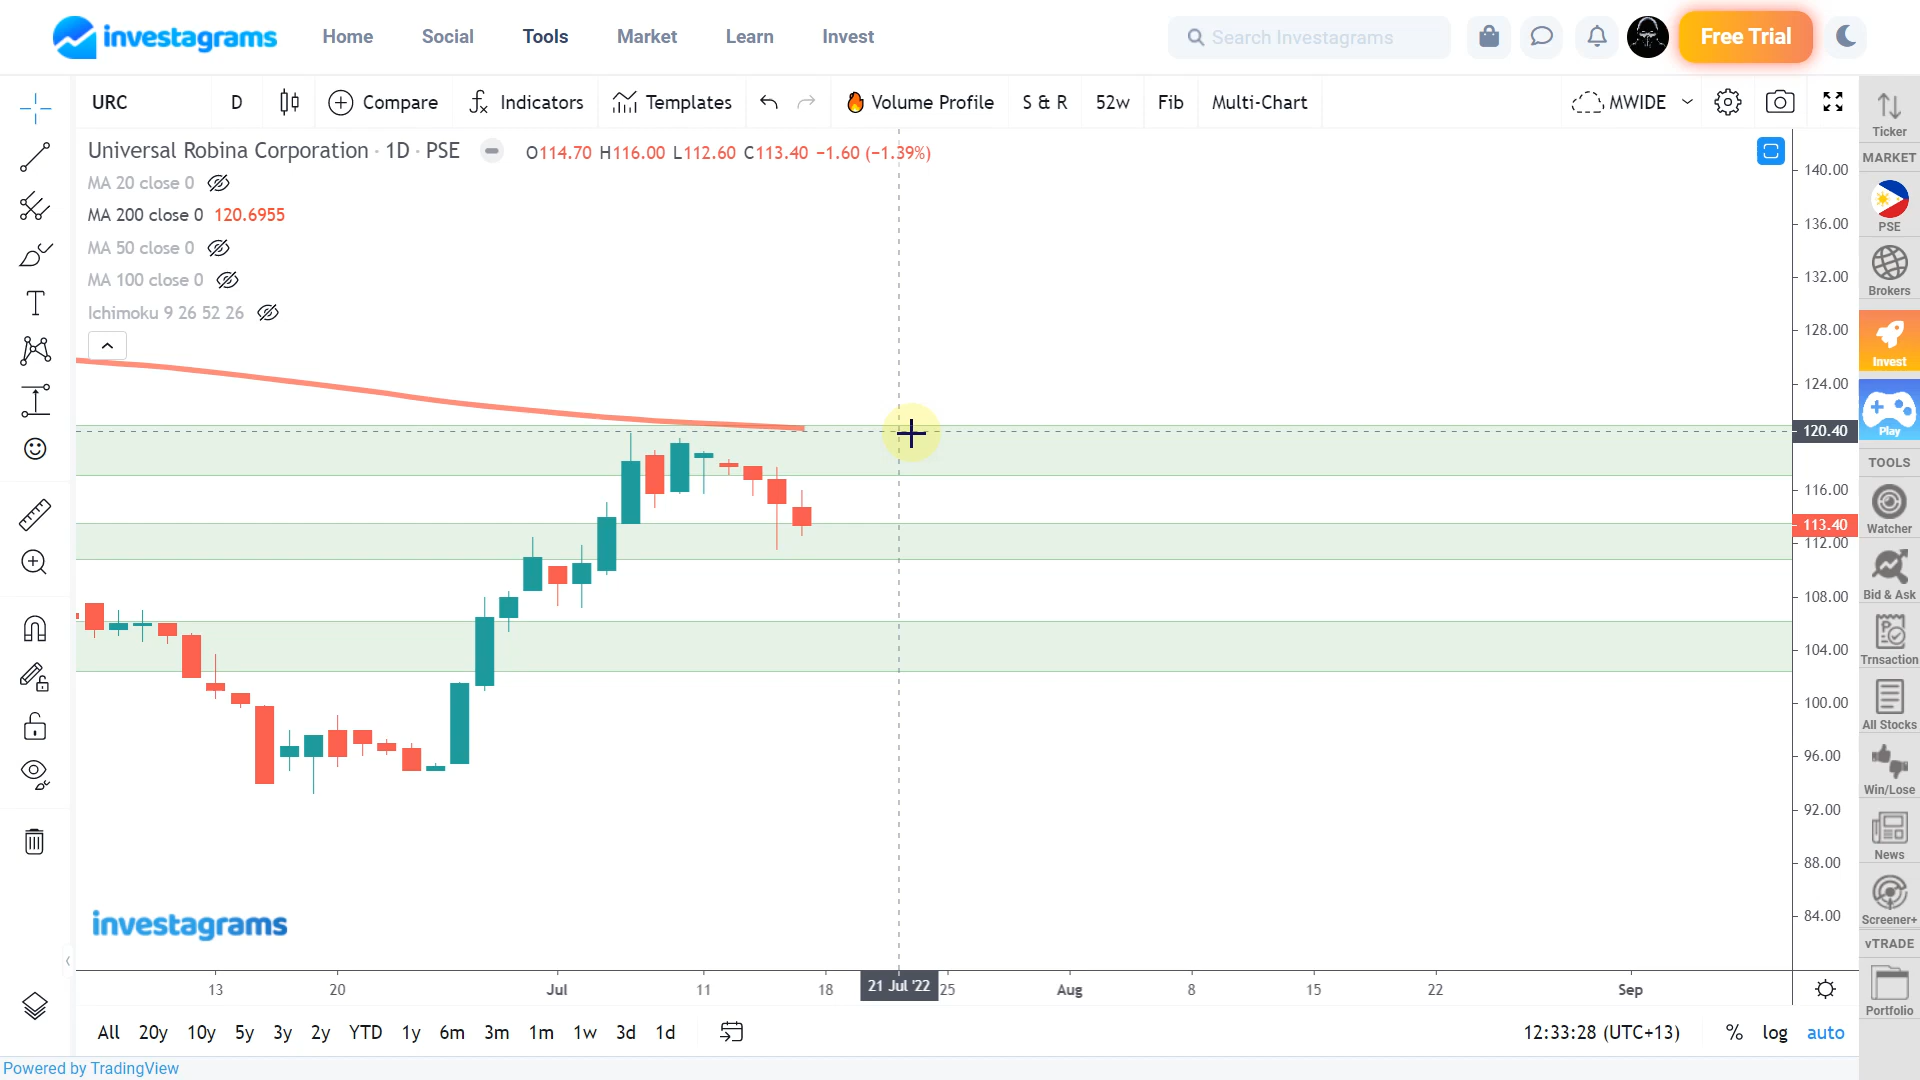 investagrams
Home Social Tools Market Learn Invest
Search Investagrams
Free Trial
URC D Compare Indicators Templates Volume Profile S & R 52w Fib Multi-Chart MWIDE
Universal Robina Corporation · 1D · PSE O114.70 H116.00 L112.60 C113.40 −1.60 (−1.39%)
MA 20 close 0
MA 200 close 0 120.6955
MA 50 close 0
MA 100 close 0
Ichimoku 9 26 52 26
140.00
136.00
132.00
128.00
124.00
120.40
116.00
113.40
112.00
108.00
104.00
100.00
96.00
92.00
88.00
84.00
investagrams
13 20 Jul 11 18 21 Jul '22 25 Aug 8 15 22 Sep
All 20y 10y 5y 3y 2y YTD 1y 6m 3m 1m 1w 3d 1d
12:33:28 (UTC+13) % log auto
Powered by TradingView
Ticker
MARKET
PSE
Brokers
Invest
Play
TOOLS
Watcher
Bid & Ask
Trnsaction
All Stocks
Win/Lose
News
Screener+
vTRADE
Portfolio